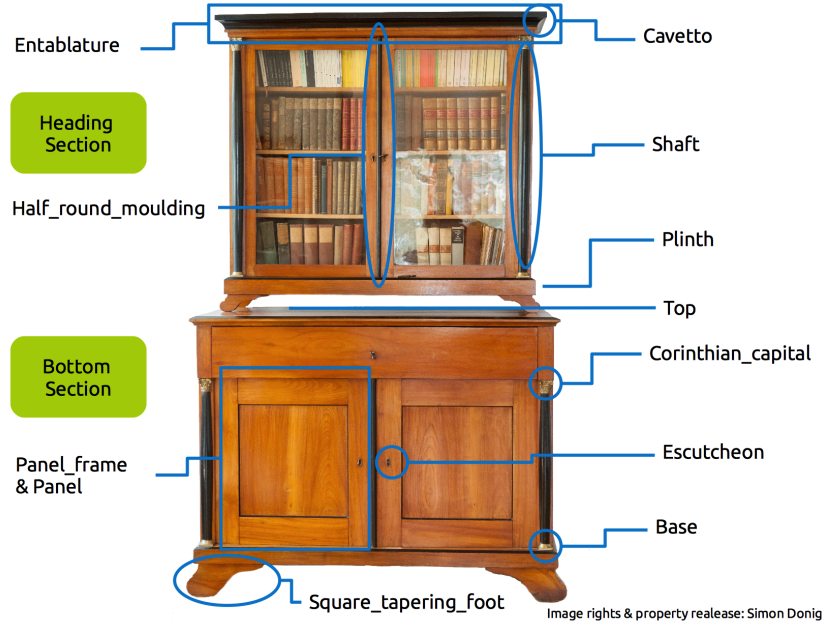 Entablature
Cavetto
Heading
Section
Shaft
Half_round_moulding
Plinth
Top
Corinthian_capital
Bottom
Section
Escutcheon
Panel_frame
& Panel
Base
Square_tapering_foot
Image rights & property realease: Simon Donig